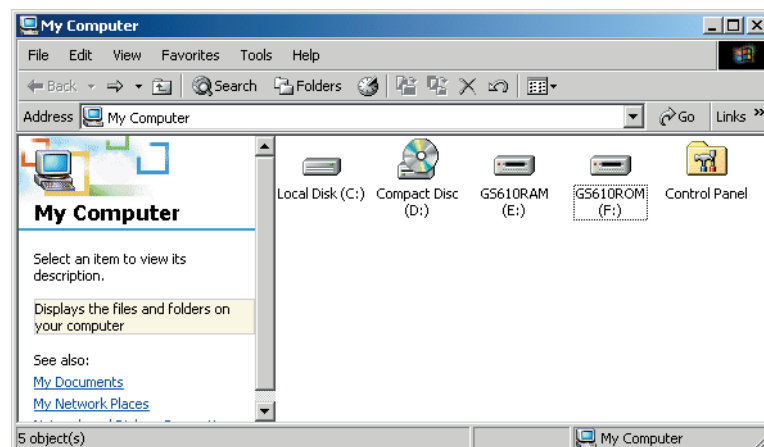 My Computer
File Edit View Favorites Tools Help
Back Search Folders
Address My Computer Go Links »
My Computer
Select an item to view its
description.
Displays the files and folders on
your computer
See also:
My Documents
My Network Places
Local Disk (C:)
Compact Disc
(D:)
GS610RAM
(E:)
GS610ROM
(F:)
Control Panel
5 object(s) My Computer